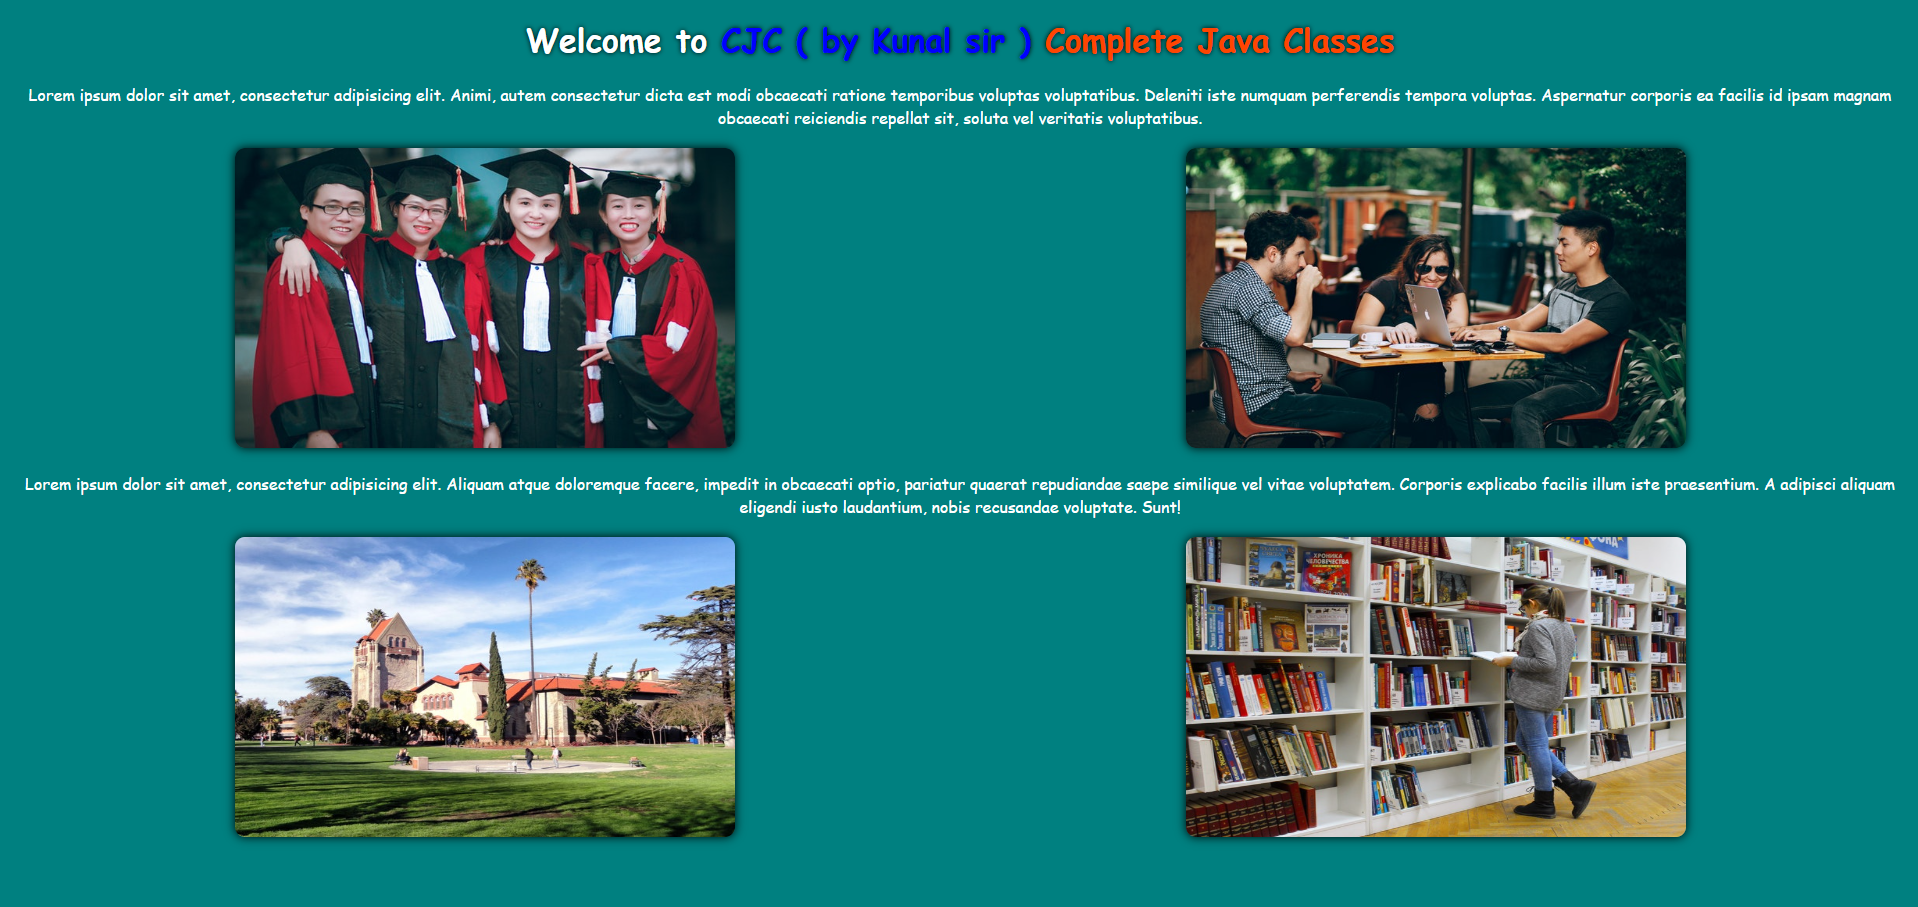 Welcome to CJC ( by Kunal sir ) Complete Java Classes
Lorem ipsum dolor sit amet, consectetur adipisicing elit. Animi, autem consectetur dicta est modi obcaecati ratione temporibus voluptas voluptatibus. Deleniti iste numquam perferendis tempora voluptas. Aspernatur corporis ea facilis id ipsam magnam
obcaecati reiciendis repellat sit, soluta vel veritatis voluptatibus.
Lorem ipsum dolor sit amet, consectetur adipisicing elit. Aliquam atque doloremque facere, impedit in obcaecati optio, pariatur quaerat repudiandae saepe similique vel vitae voluptatem. Corporis explicabo facilis illum iste praesentium. A adipisci aliquam
eligendi iusto laudantium, nobis recusandae voluptate. Sunt!
ХРОНИКА
ЧЕЛОВЕЧЕСТВА